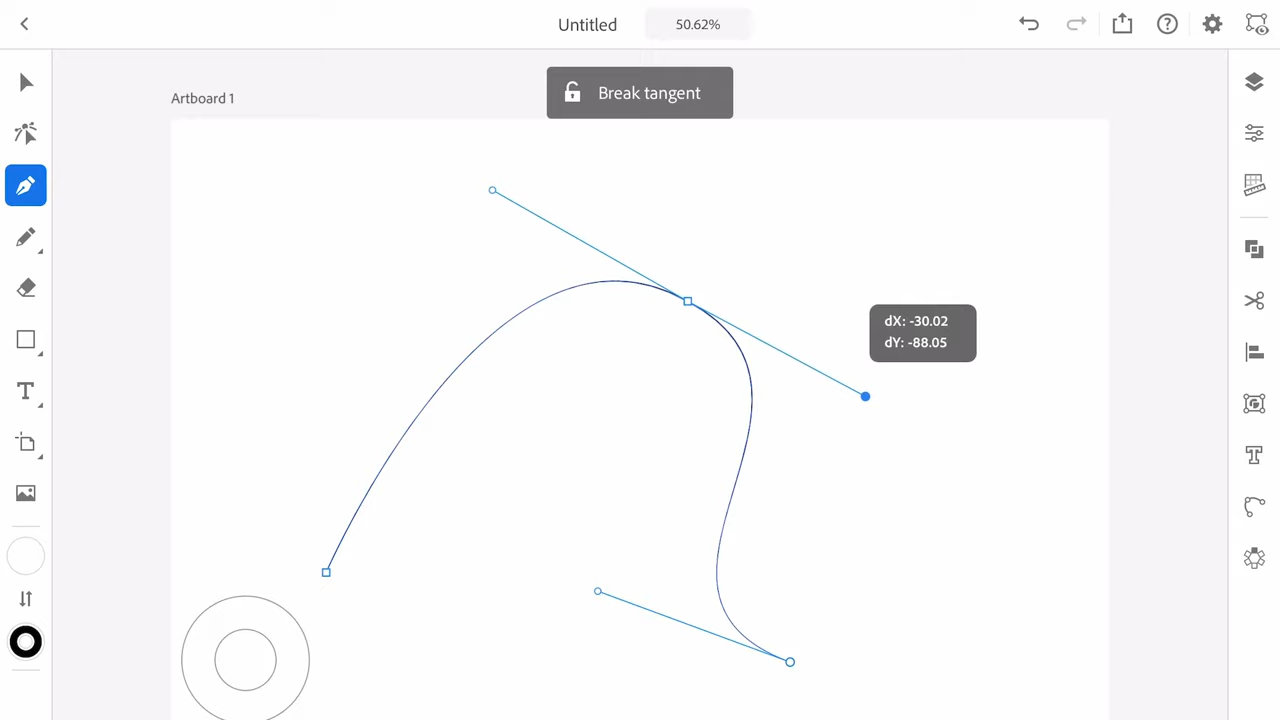 Untitled
50.62%
Break tangent
Artboard 1
dX: -30.02
dY: -88.05